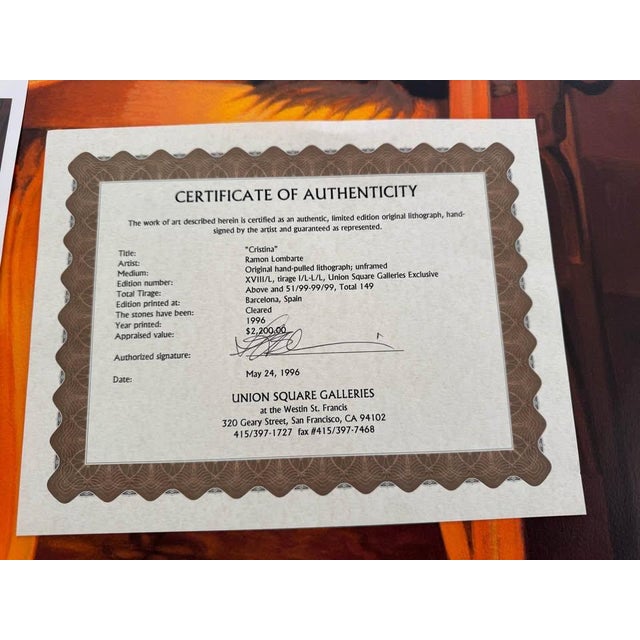 CERTIFICATE OF AUTHENTICITY
The work of art described herein is certified as an authentic, limited edition original lithograph, hand-
signed by the artist and guaranteed as represented.
Title: "Cristina"
Artist: Ramon Lombarte
Medium: Original hand-pulled lithograph; unframed
Edition number: XVIII/L, tirage I/L-L/L, Union Square Galleries Exclusive
Total Tirage: Above and 51/99-99/99, Total 149
Edition printed at: Barcelona, Spain
The stones have been: Cleared
Year printed: 1996
Appraised value: $2,200.00
Authorized signature:
Date: May 24, 1996
UNION SQUARE GALLERIES
at the Westin St. Francis
320 Geary Street, San Francisco, CA 94102
415/397-1727 fax #415/397-7468